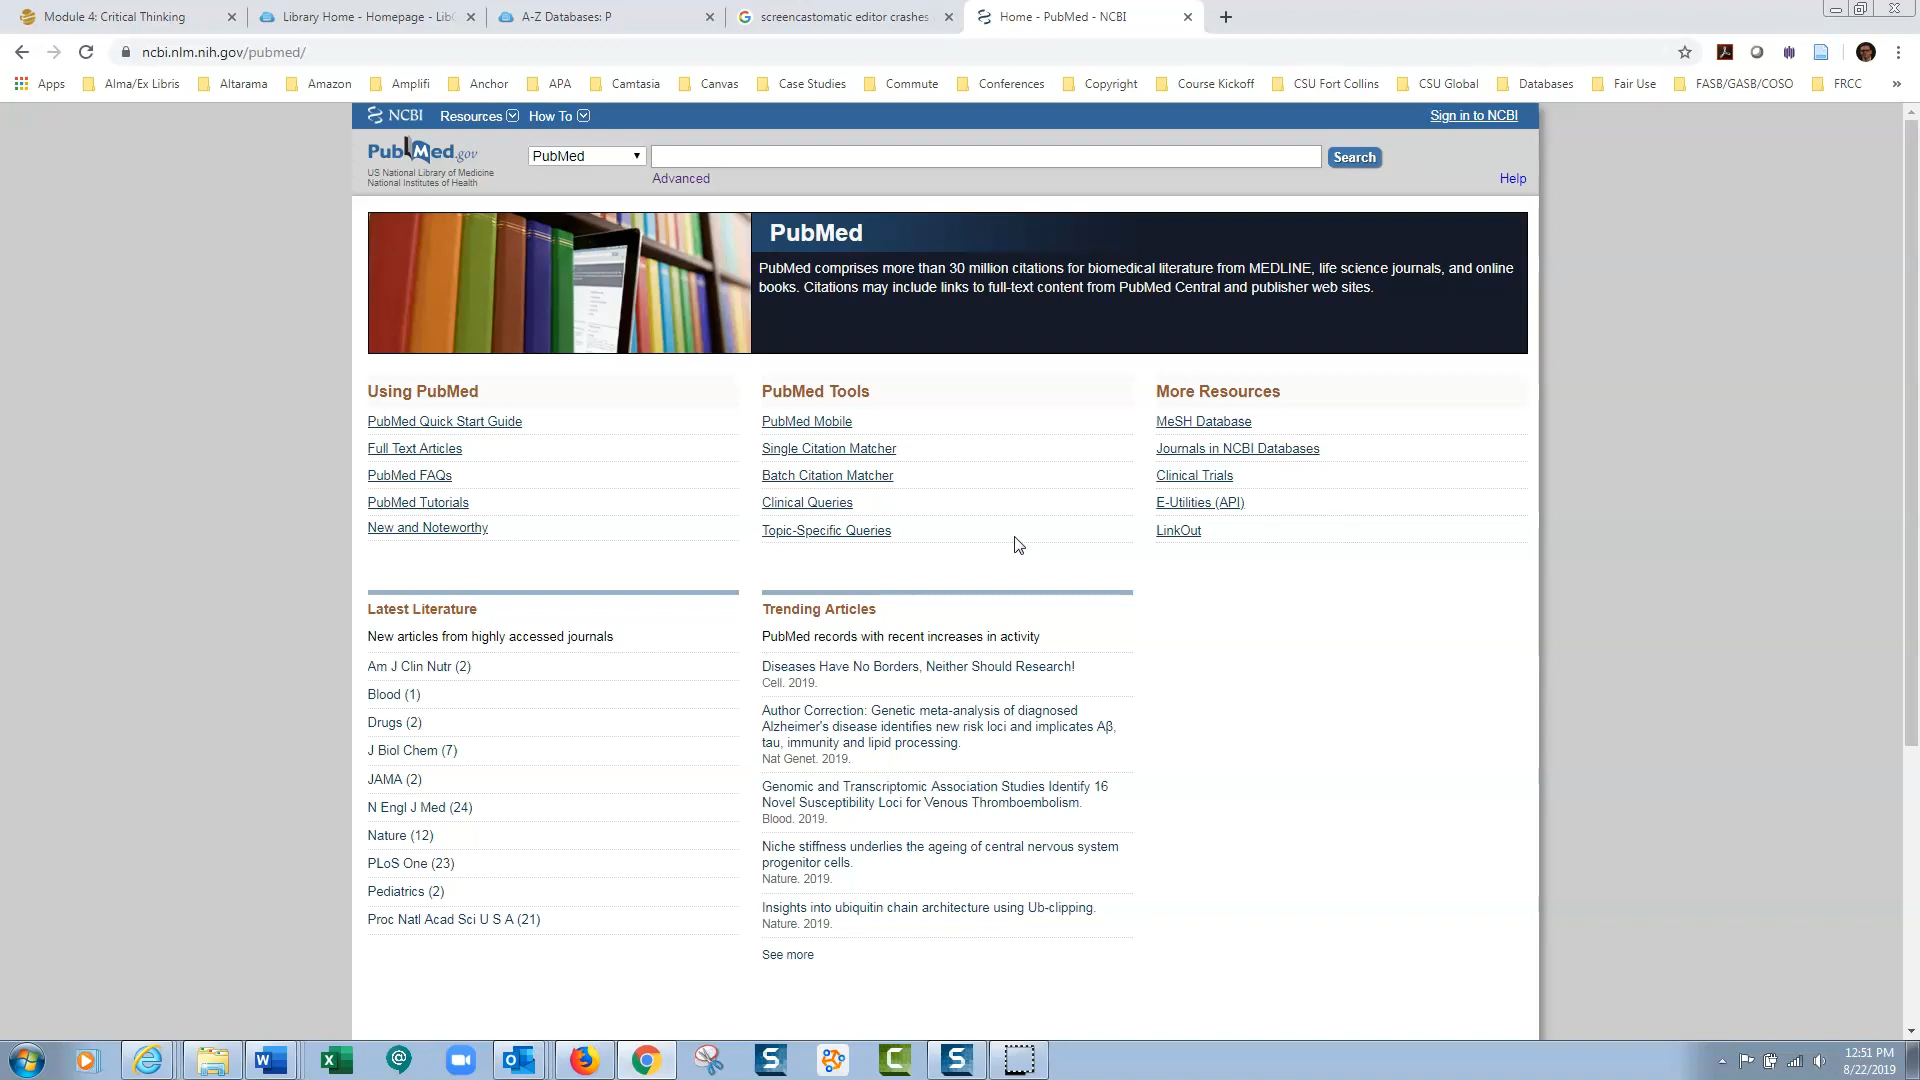 Module 4: Critical Thinking
Library Home - Homepage - Lib
A-Z Databases: P
screencastomatic editor crashes
Home - PubMed - NCBI
ncbi.nlm.nih.gov/pubmed/
Apps
Alma/Ex Libris
Altarama
Amazon
Amplifi
Anchor
APA
Camtasia
Canvas
Case Studies
Commute
Conferences
Copyright
Course Kickoff
CSU Fort Collins
CSU Global
Databases
Fair Use
FASB/GASB/COSO
FRCC
»
NCBI
Resources
How To
Sign in to NCBI
PubMed.gov
US National Library of Medicine
National Institutes of Health
PubMed
Search
Advanced
Help
PubMed
PubMed comprises more than 30 million citations for biomedical literature from MEDLINE, life science journals, and online
books. Citations may include links to full-text content from PubMed Central and publisher web sites.
Using PubMed
PubMed Quick Start Guide
Full Text Articles
PubMed FAQs
PubMed Tutorials
New and Noteworthy
PubMed Tools
PubMed Mobile
Single Citation Matcher
Batch Citation Matcher
Clinical Queries
Topic-Specific Queries
More Resources
MeSH Database
Journals in NCBI Databases
Clinical Trials
E-Utilities (API)
LinkOut
Latest Literature
New articles from highly accessed journals
Am J Clin Nutr (2)
Blood (1)
Drugs (2)
J Biol Chem (7)
JAMA (2)
N Engl J Med (24)
Nature (12)
PLoS One (23)
Pediatrics (2)
Proc Natl Acad Sci U S A (21)
Trending Articles
PubMed records with recent increases in activity
Diseases Have No Borders, Neither Should Research!
Cell. 2019.
Author Correction: Genetic meta-analysis of diagnosed
Alzheimer's disease identifies new risk loci and implicates Aβ,
tau, immunity and lipid processing.
Nat Genet. 2019.
Genomic and Transcriptomic Association Studies Identify 16
Novel Susceptibility Loci for Venous Thromboembolism.
Blood. 2019.
Niche stiffness underlies the ageing of central nervous system
progenitor cells.
Nature. 2019.
Insights into ubiquitin chain architecture using Ub-clipping.
Nature. 2019.
See more
12:51 PM
8/22/2019